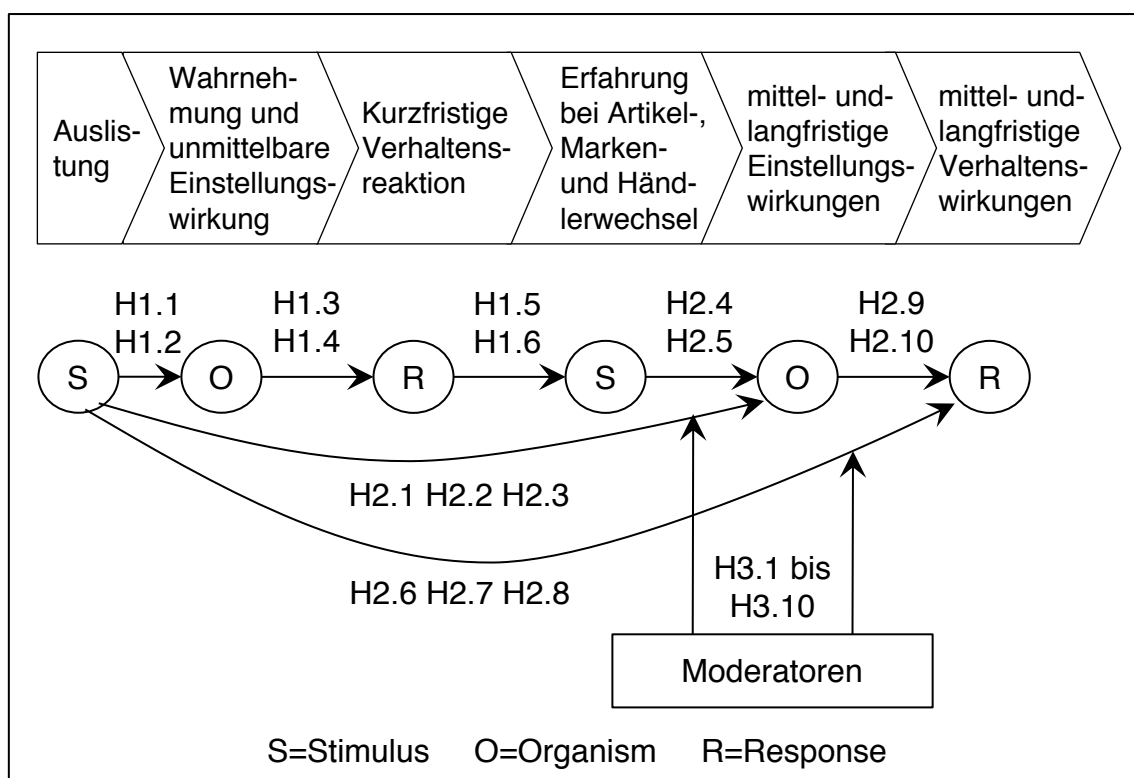 Auslis-
tung
Wahrneh-
mung und
unmittelbare
Einstellungs-
wirkung
Kurzfristige
Verhaltens-
reaktion
Erfahrung
bei Artikel-,
Marken-
und Händ-
lerwechsel
mittel- und-
langfristige
Einstellungs-
wirkungen
mittel- und-
langfristige
Verhaltens-
wirkungen
H1.1
H1.2
H1.3
H1.4
H1.5
H1.6
H2.4
H2.5
H2.9
H2.10
S
O
R
S
O
R
H2.1 H2.2 H2.3
H2.6 H2.7 H2.8
H3.1 bis
H3.10
Moderatoren
S=Stimulus O=Organism R=Response